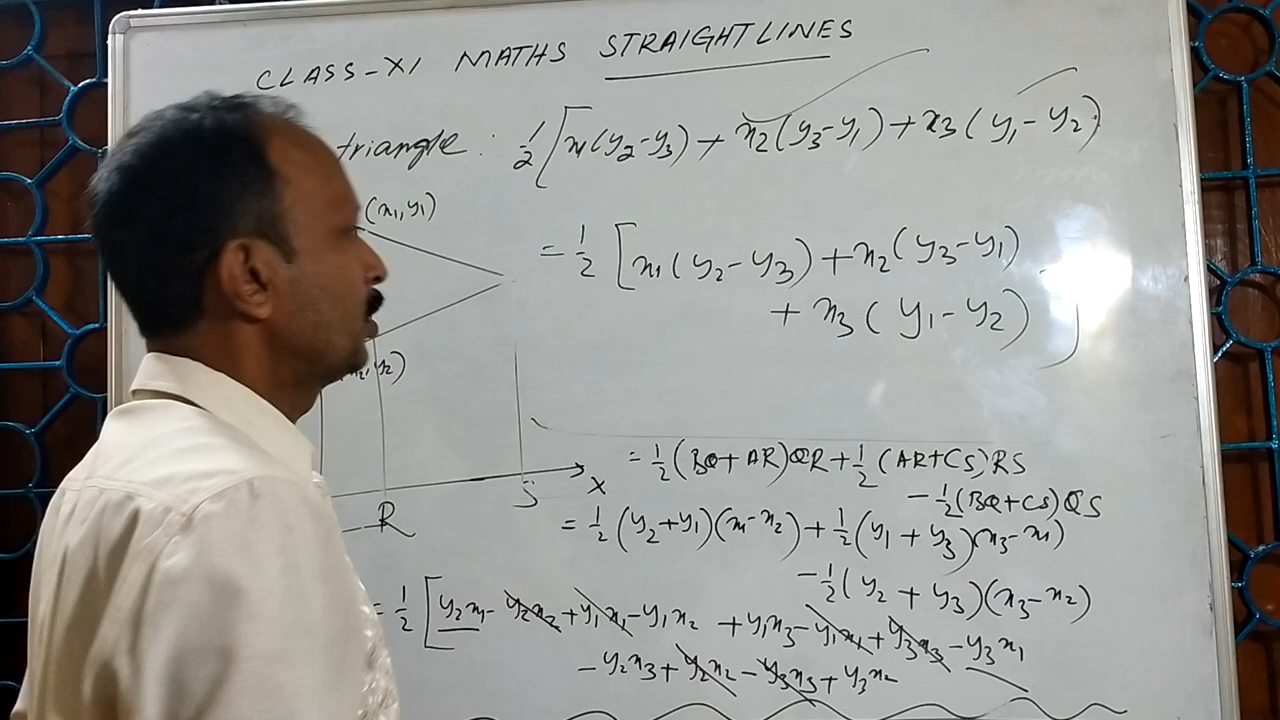 CLASS-XI MATHS STRAIGHTLINES
triangle : 1/2 [x1(y2-y3) + x2(y3-y1) + x3(y1-y2)
(x1, y1)
= 1/2 [x1(y2-y3) + x2(y3-y1)
+ x3(y1-y2)]
x2, y2)
= 1/2 (BQ+AR)QR + 1/2 (AR+CS)RS
X
S
- 1/2 (BQ+CS)QS
R
= 1/2 (y2+y1)(x1-x2) + 1/2 (y1+y3)(x3-x1)
- 1/2 (y2+y3)(x3-x2)
= 1/2 [y2x1 - y2x2 + y1x1 - y1x2 + y1x3 - y1x1 + y3x3 - y3x1
- y2x3 + y2x2 - y3x3 + y3x2